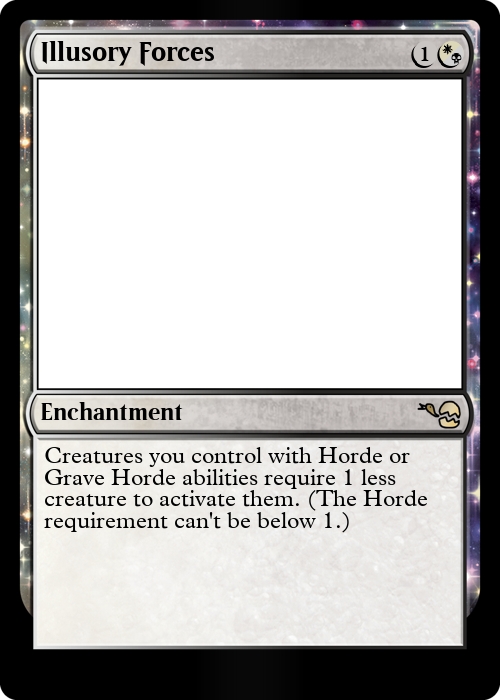 Illusory Forces 1
Enchantment
Creatures you control with Horde or
Grave Horde abilities require 1 less
creature to activate them. (The Horde
requirement can't be below 1.)